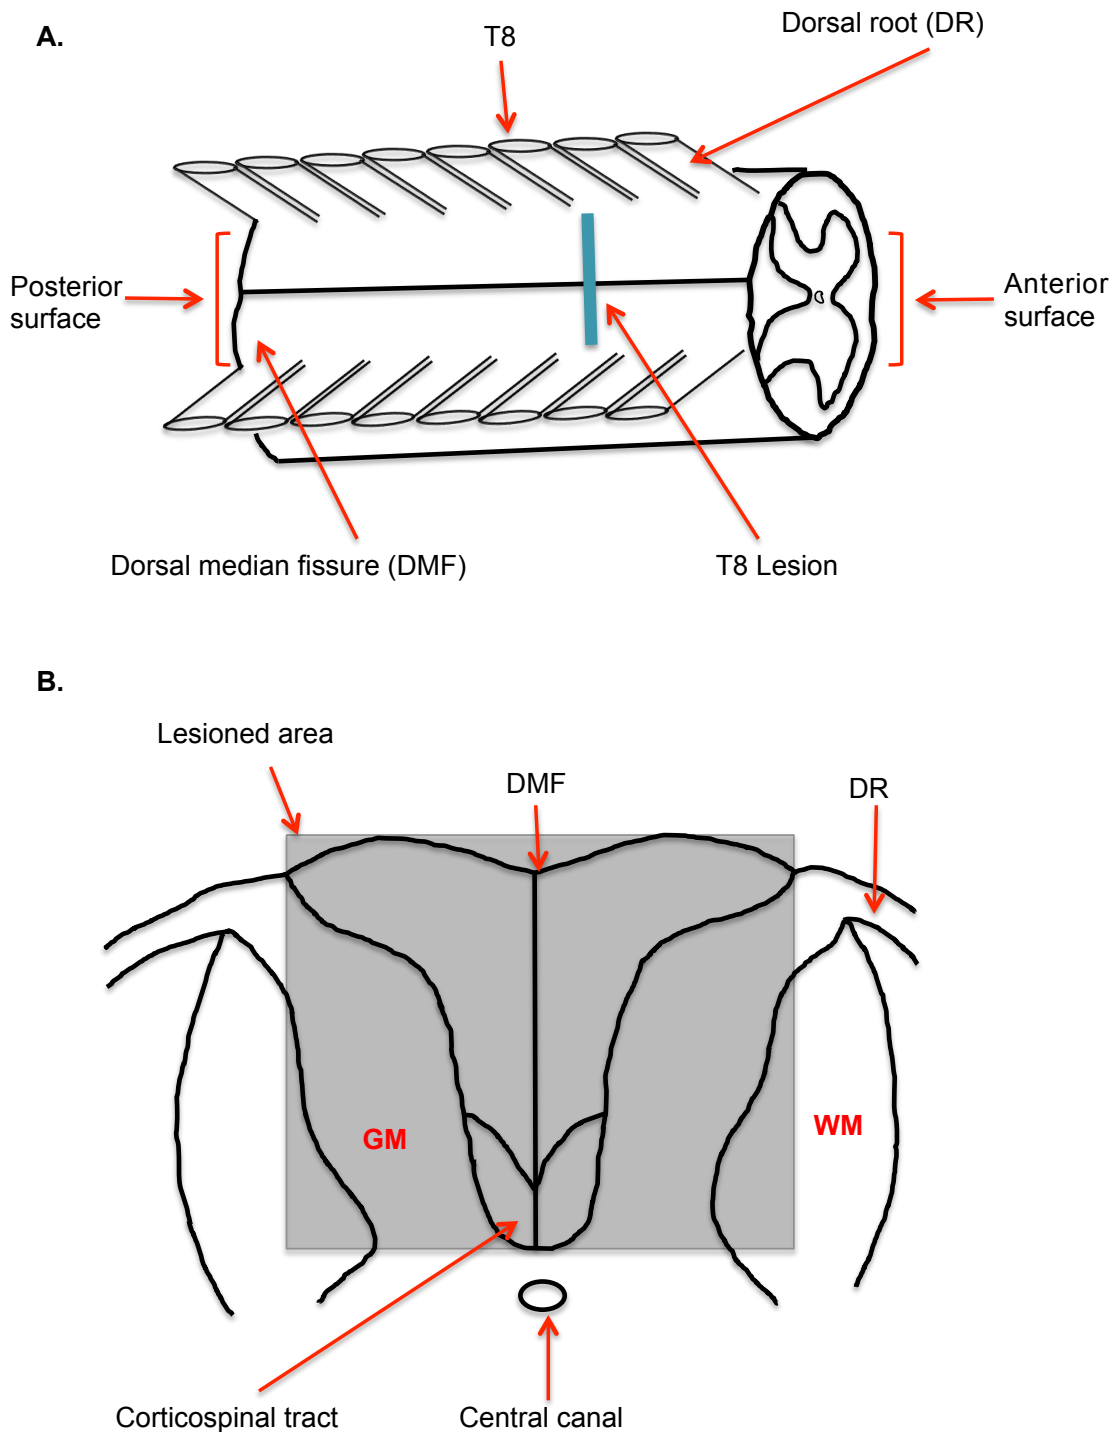 A.
T8
Dorsal root (DR)
Posterior
surface
Anterior
surface
Dorsal median fissure (DMF)
T8 Lesion
B.
Lesioned area
DMF
DR
GM
WM
Corticospinal tract
Central canal